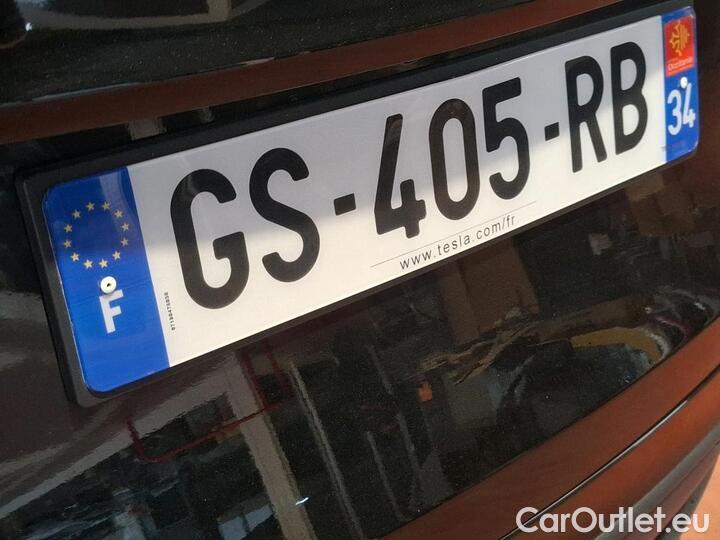 GS-405-RB
F
www.tesla.com/fr
Occitanie
34
CarOutlet.eu